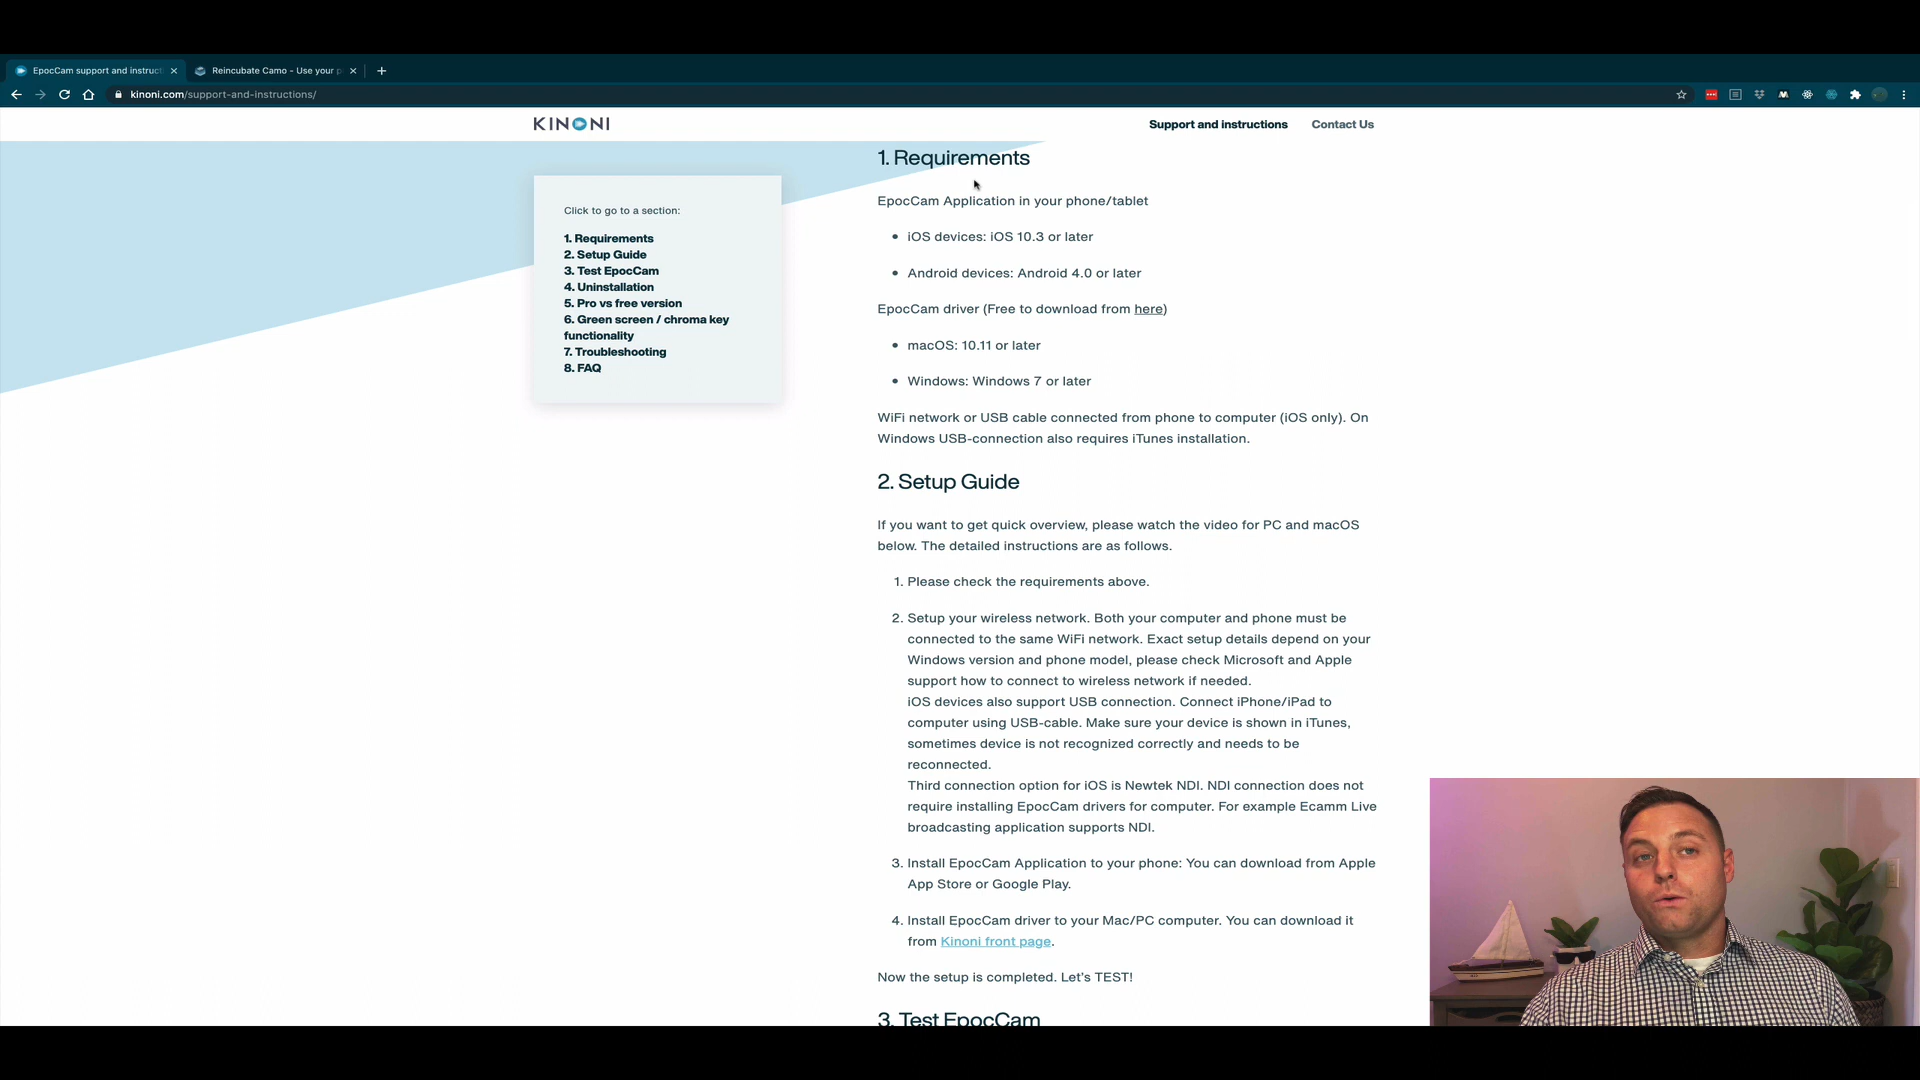 EpocCam support and instruct
Reincubate Camo - Use your p
kinoni.com/support-and-instructions/
KINONI
Support and instructions
Contact Us
Click to go to a section:
1. Requirements
2. Setup Guide
3. Test EpocCam
4. Uninstallation
5. Pro vs free version
6. Green screen / chroma key
functionality
7. Troubleshooting
8. FAQ
1. Requirements
EpocCam Application in your phone/tablet
• iOS devices: iOS 10.3 or later
• Android devices: Android 4.0 or later
EpocCam driver (Free to download from here)
• macOS: 10.11 or later
• Windows: Windows 7 or later
WiFi network or USB cable connected from phone to computer (iOS only). On
Windows USB-connection also requires iTunes installation.
2. Setup Guide
If you want to get quick overview, please watch the video for PC and macOS
below. The detailed instructions are as follows.
1. Please check the requirements above.
2. Setup your wireless network. Both your computer and phone must be
connected to the same WiFi network. Exact setup details depend on your
Windows version and phone model, please check Microsoft and Apple
support how to connect to wireless network if needed.
iOS devices also support USB connection. Connect iPhone/iPad to
computer using USB-cable. Make sure your device is shown in iTunes,
sometimes device is not recognized correctly and needs to be
reconnected.
Third connection option for iOS is Newtek NDI. NDI connection does not
require installing EpocCam drivers for computer. For example Ecamm Live
broadcasting application supports NDI.
3. Install EpocCam Application to your phone: You can download from Apple
App Store or Google Play.
4. Install EpocCam driver to your Mac/PC computer. You can download it
from Kinoni front page.
Now the setup is completed. Let's TEST!
3. Test EpocCam